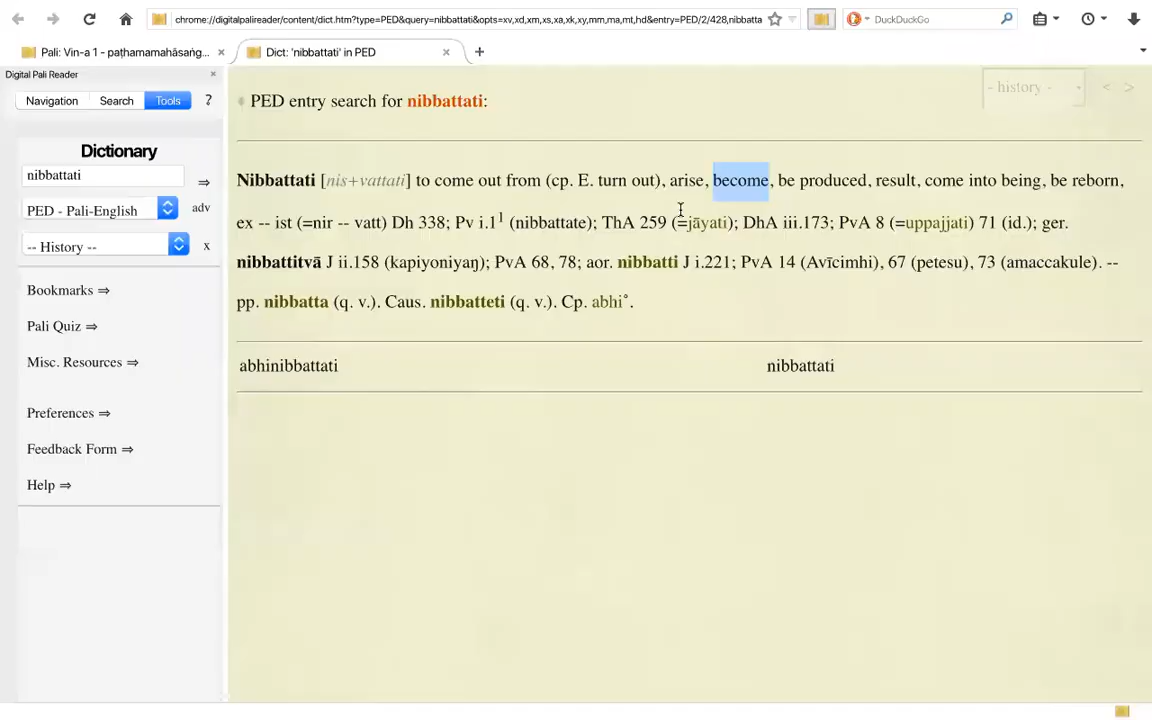 chrome://digitalpalireader/content/dict.htm?type=PED&query=nibbattati&opts=xv,xd,xm,xs,xa,xk,xy,mm,ma,mt,hd&entry=PED/2/428,nibbatta
DuckDuckGo
Pali: Vin-a 1 - paṭhamamahāsaṅg... ×
Dict: 'nibbattati' in PED × +
Digital Pali Reader ×
Navigation Search Tools ?
Dictionary
nibbattati ⇒
PED - Pali-English adv
-- History -- x
Bookmarks ⇒
Pali Quiz ⇒
Misc. Resources ⇒
Preferences ⇒
Feedback Form ⇒
Help ⇒
PED entry search for nibbattati:
- history - < >
Nibbattati [nis+vattati] to come out from (cp. E. turn out), arise, become, be produced, result, come into being, be reborn,
ex -- ist (=nir -- vatt) Dh 338; Pv i.1¹ (nibbattate); ThA 259 (=jāyati); DhA iii.173; PvA 8 (=uppajjati) 71 (id.); ger.
nibbattitvā J ii.158 (kapiyoniyaŋ); PvA 68, 78; aor. nibbatti J i.221; PvA 14 (Avīcimhi), 67 (petesu), 73 (amaccakule). --
pp. nibbatta (q. v.). Caus. nibbatteti (q. v.). Cp. abhi˚.
abhinibbattati nibbattati